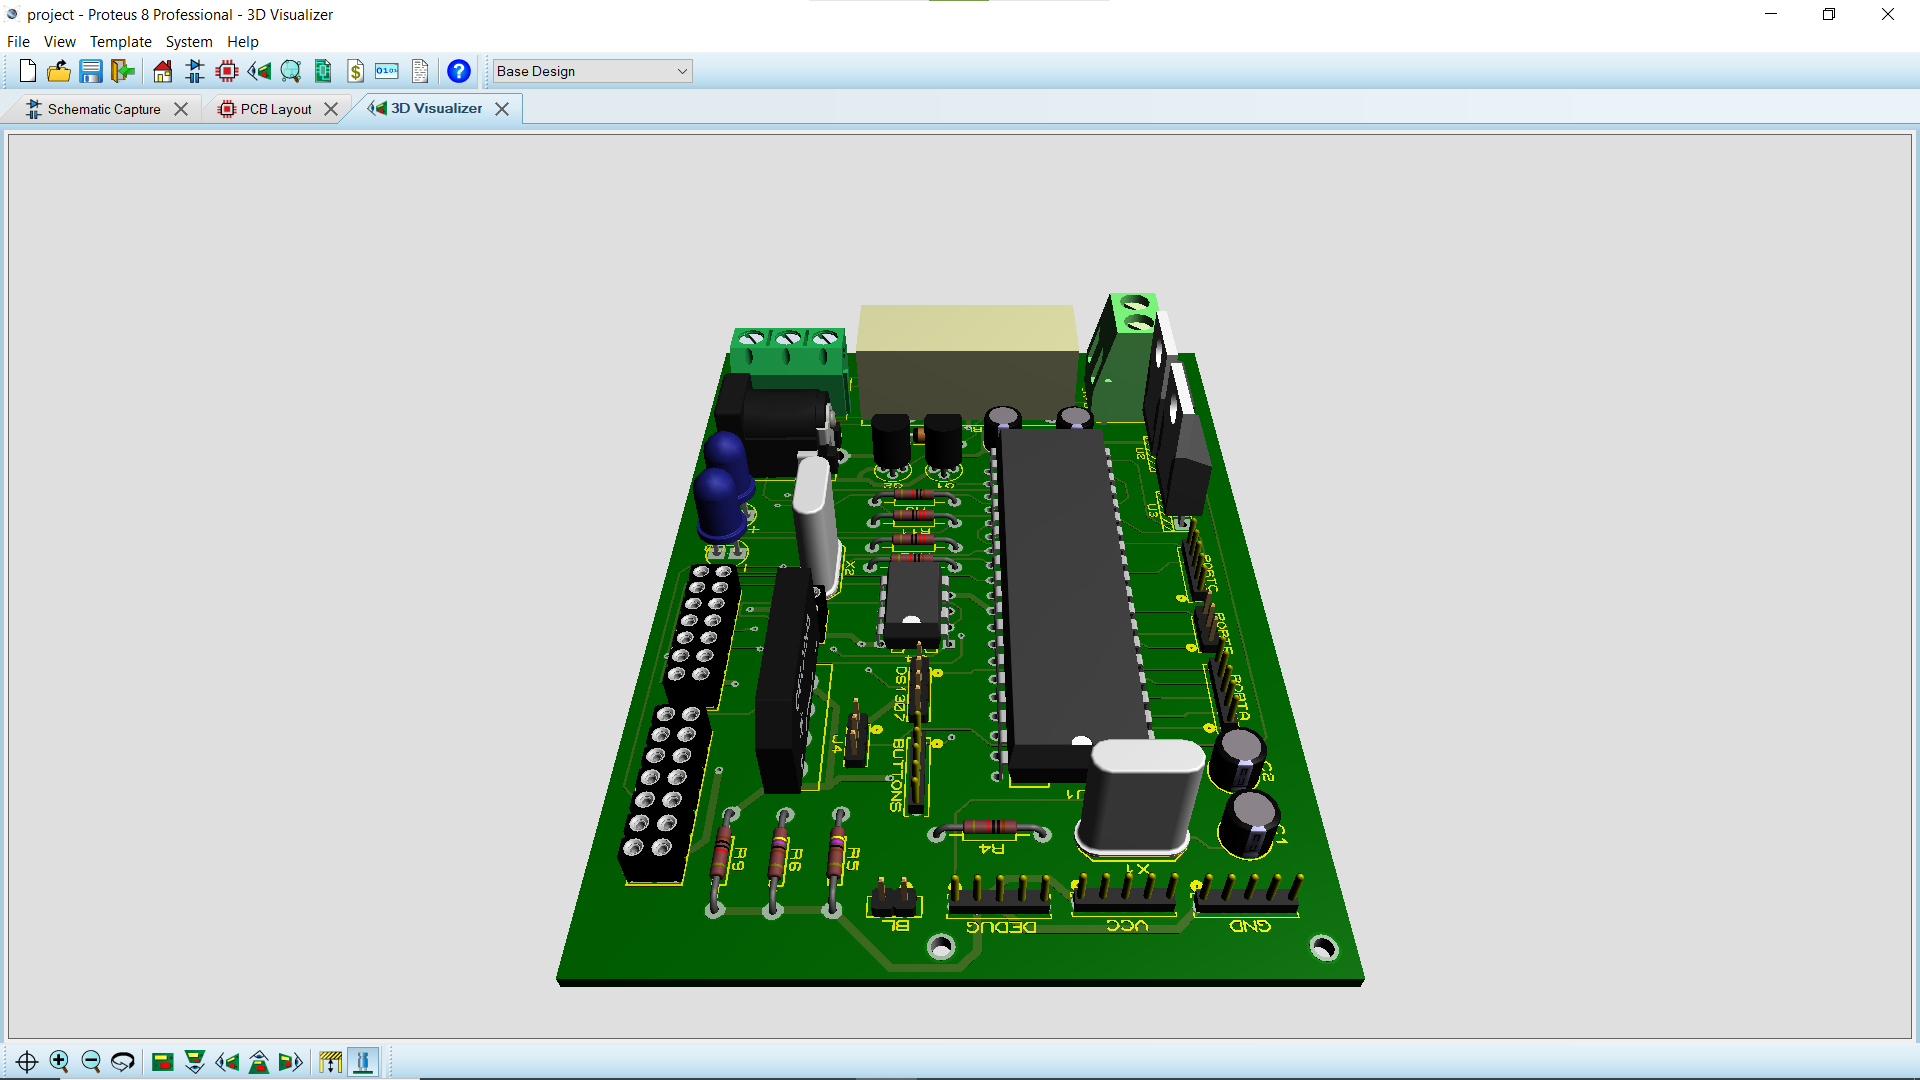 project - Proteus 8 Professional - 3D Visualizer
File View Template System Help
Base Design
Schematic Capture
PCB Layout
3D Visualizer
U2
U3
X2
PORTC
PORTE
PORTA
DS1307
J4
BUTTONS
U1
C2
C1
R9
R6
R5
R4
X1
BL
DEDUG
VCC
GND